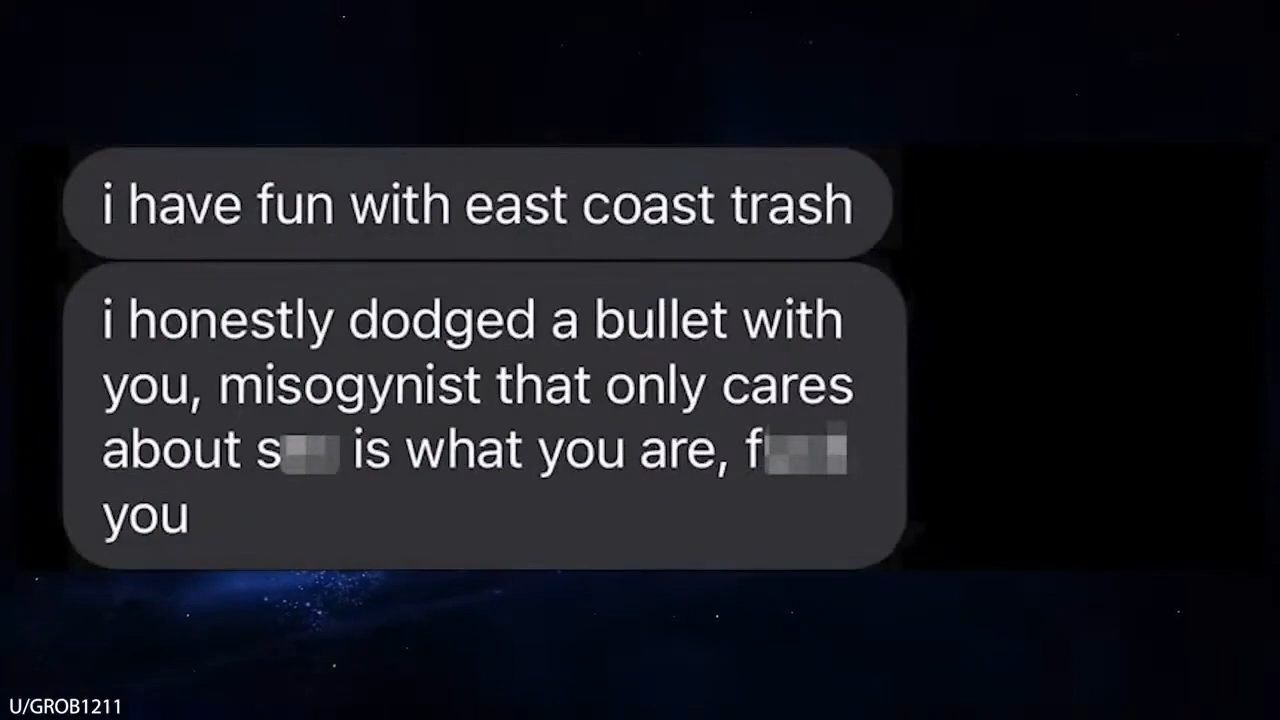 i have fun with east coast trash
i honestly dodged a bullet with
you, misogynist that only cares
about s is what you are, f
you
U/GROB1211